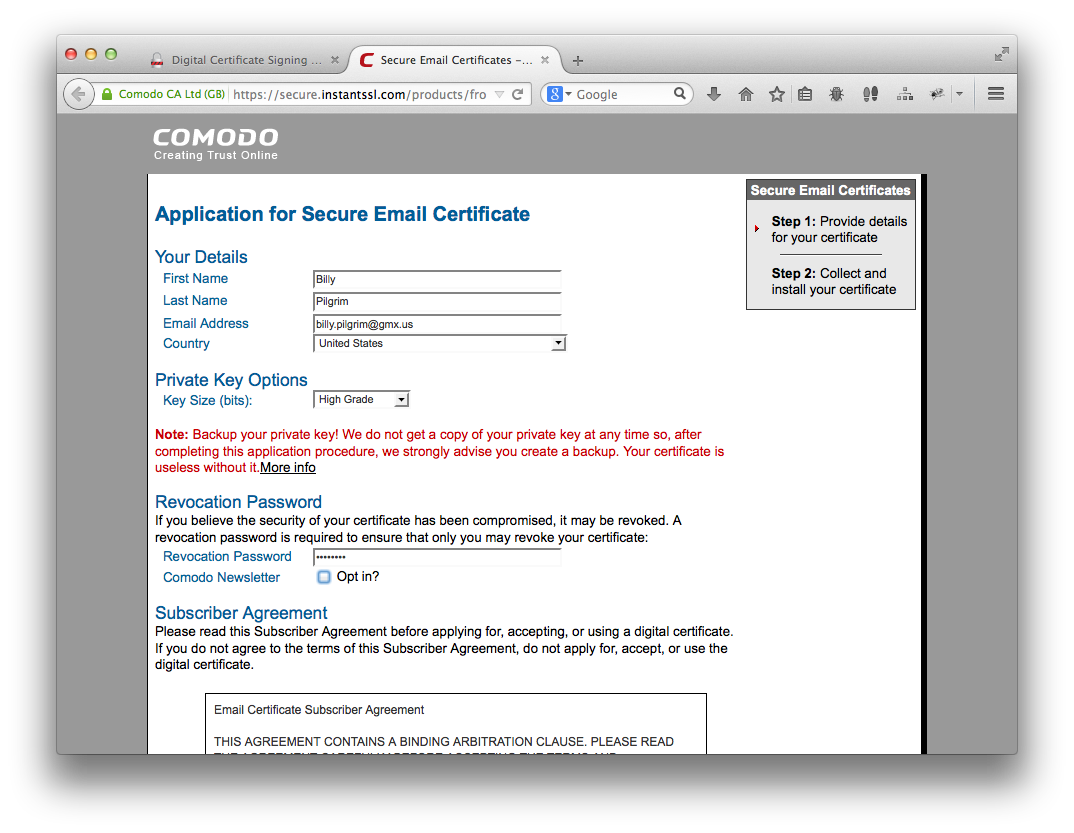 Digital Certificate Signing ...
Secure Email Certificates – ...
Comodo CA Ltd (GB)
https://secure.instantssl.com/products/fro
8
Google
COMODO
Creating Trust Online
Application for Secure Email Certificate
Your Details
First Name Billy
Last Name Pilgrim
Email Address billy.pilgrim@gmx.us
Country United States
Private Key Options
Key Size (bits): High Grade
Note: Backup your private key! We do not get a copy of your private key at any time so, after
completing this application procedure, we strongly advise you create a backup. Your certificate is
useless without it.More info
Revocation Password
If you believe the security of your certificate has been compromised, it may be revoked. A
revocation password is required to ensure that only you may revoke your certificate:
Revocation Password ••••••••
Comodo Newsletter Opt in?
Subscriber Agreement
Please read this Subscriber Agreement before applying for, accepting, or using a digital certificate.
If you do not agree to the terms of this Subscriber Agreement, do not apply for, accept, or use the
digital certificate.
Email Certificate Subscriber Agreement
THIS AGREEMENT CONTAINS A BINDING ARBITRATION CLAUSE. PLEASE READ
Secure Email Certificates
Step 1: Provide details
for your certificate
Step 2: Collect and
install your certificate